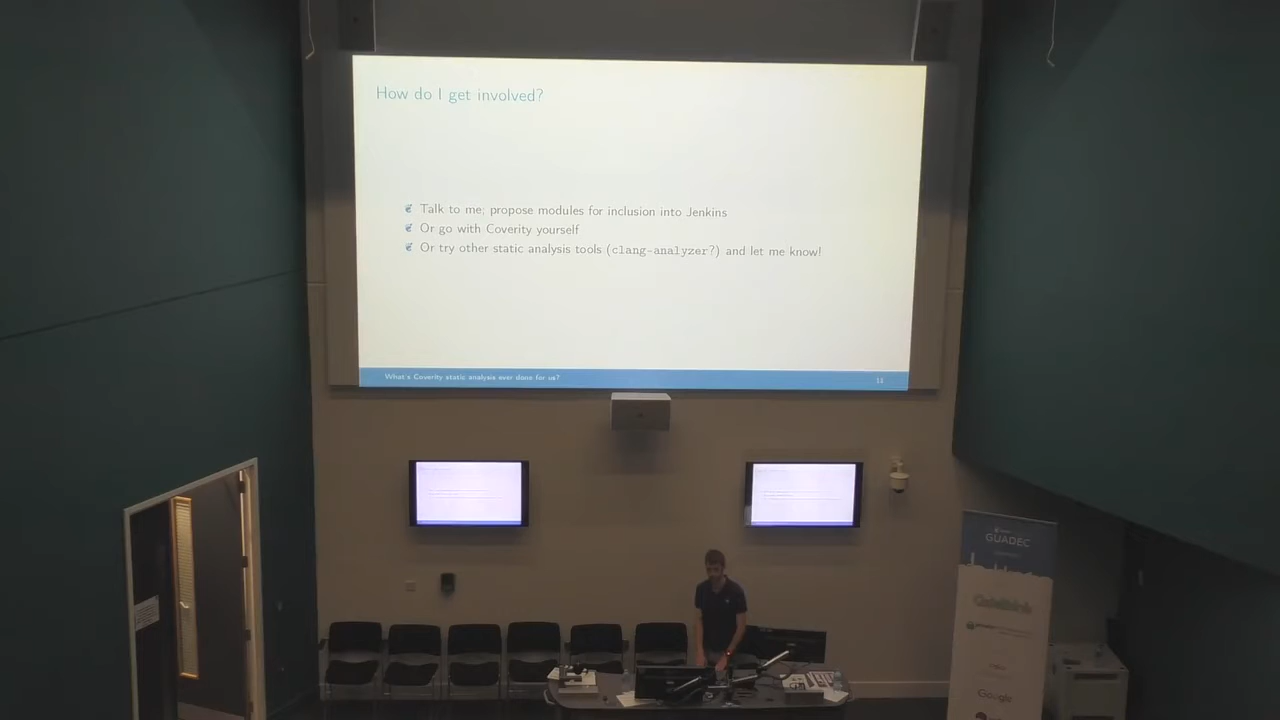 How do I get involved?
Talk to me; propose modules for inclusion into Jenkins
Or go with Coverity yourself
Or try other static analysis tools (clang-analyzer?) and let me know!
What's Coverity static analysis ever done for us?
11
GUADEC
Codethink
Google